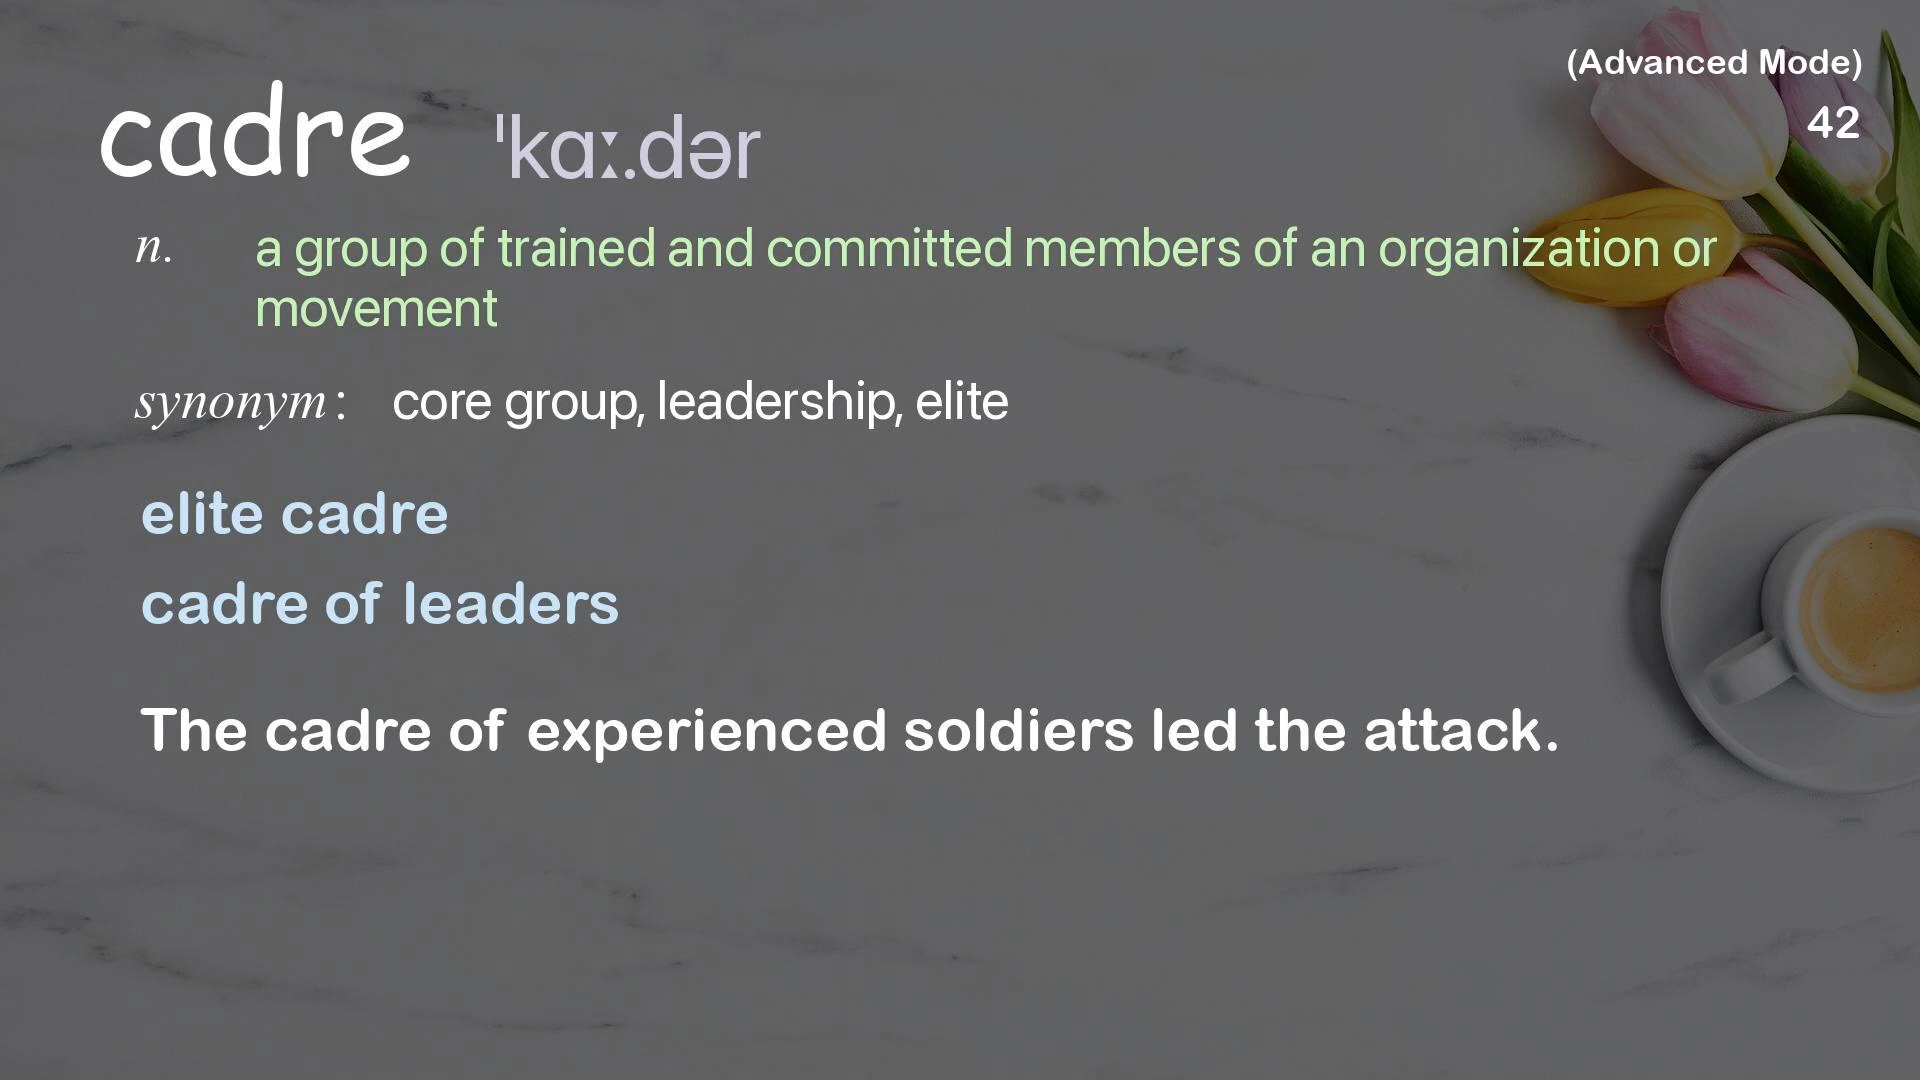 (Advanced Mode)
42
cadre ˈkɑː.dər
n. a group of trained and committed members of an organization or
movement
synonym: core group, leadership, elite
elite cadre
cadre of leaders
The cadre of experienced soldiers led the attack.